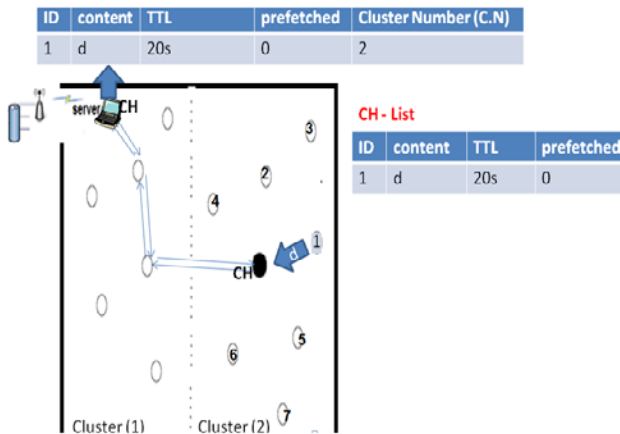 ID content TTL prefetched Cluster Number (C.N)
1 d 20s 0 2
server CH
CH - List
ID content TTL prefetched
1 d 20s 0
3
2
4
1
d
CH
5
6
7
Cluster (1) Cluster (2)